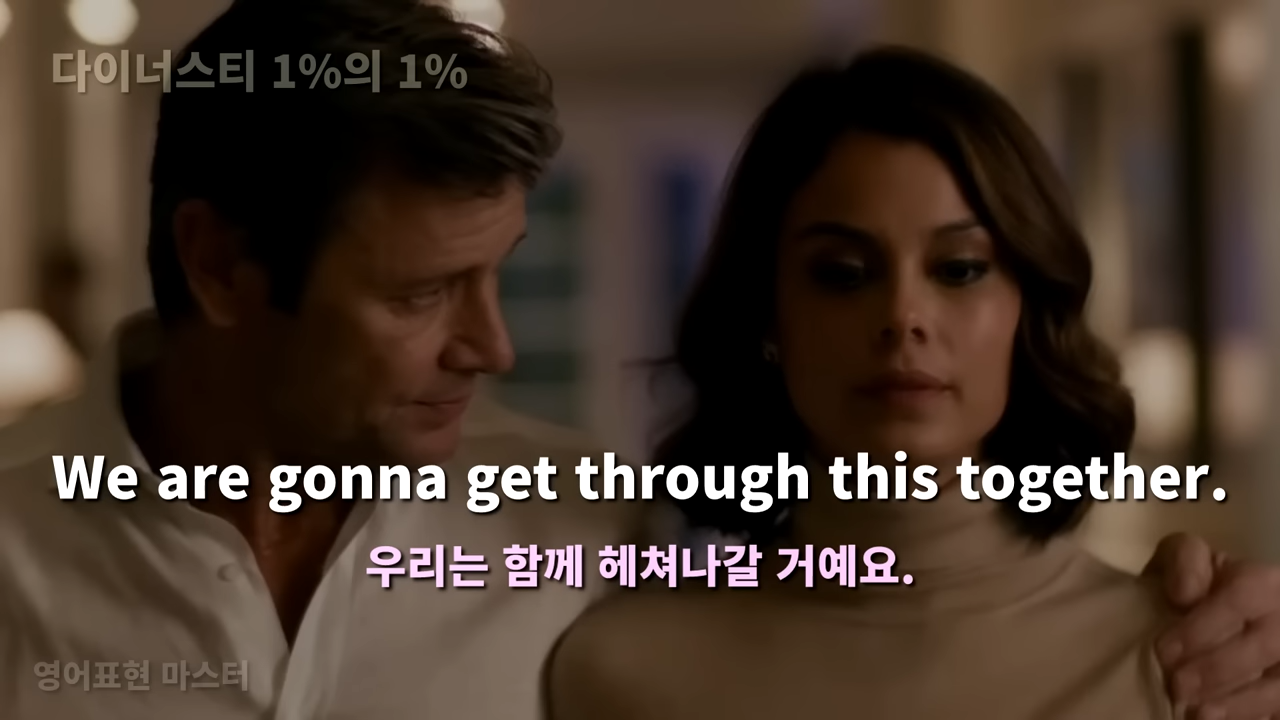 다이너스티 1%의 1%
We are gonna get through this together.
우리는 함께 헤쳐나갈 거예요.
영어표현 마스터